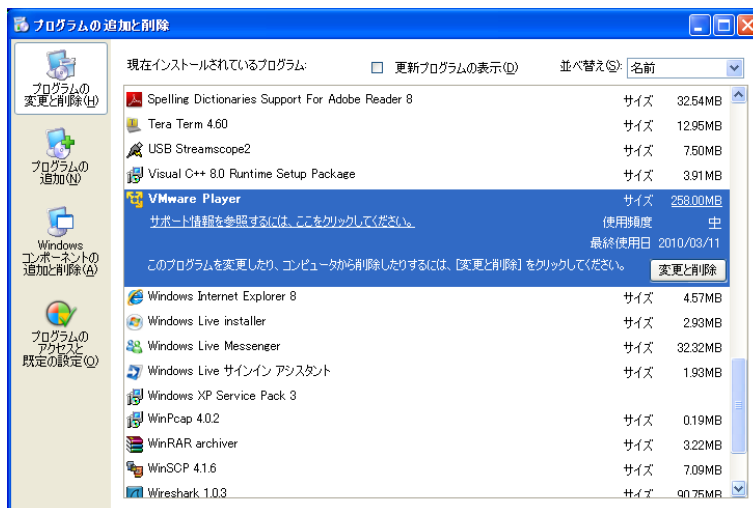 プログラムの追加と削除
プログラムの
変更と削除(H)
プログラムの
追加(N)
Windows
コンポーネントの
追加と削除(A)
プログラムの
アクセスと
既定の設定(O)
現在インストールされているプログラム: 更新プログラムの表示(D) 並べ替え(S): 名前
Spelling Dictionaries Support For Adobe Reader 8 サイズ 32.54MB
Tera Term 4.60 サイズ 12.95MB
USB Streamscope2 サイズ 7.50MB
Visual C++ 8.0 Runtime Setup Package サイズ 3.91MB
VMware Player サイズ 258.00MB
サポート情報を参照するには、ここをクリックしてください。 使用頻度 中
最終使用日 2010/03/11
このプログラムを変更したり、コンピュータから削除したりするには、[変更と削除] をクリックしてください。 変更と削除
Windows Internet Explorer 8 サイズ 4.57MB
Windows Live installer サイズ 2.93MB
Windows Live Messenger サイズ 32.32MB
Windows Live サインイン アシスタント サイズ 1.93MB
Windows XP Service Pack 3
WinPcap 4.0.2 サイズ 0.19MB
WinRAR archiver サイズ 3.22MB
WinSCP 4.1.6 サイズ 7.09MB
Wireshark 1.0.3 サイズ 90.75MB